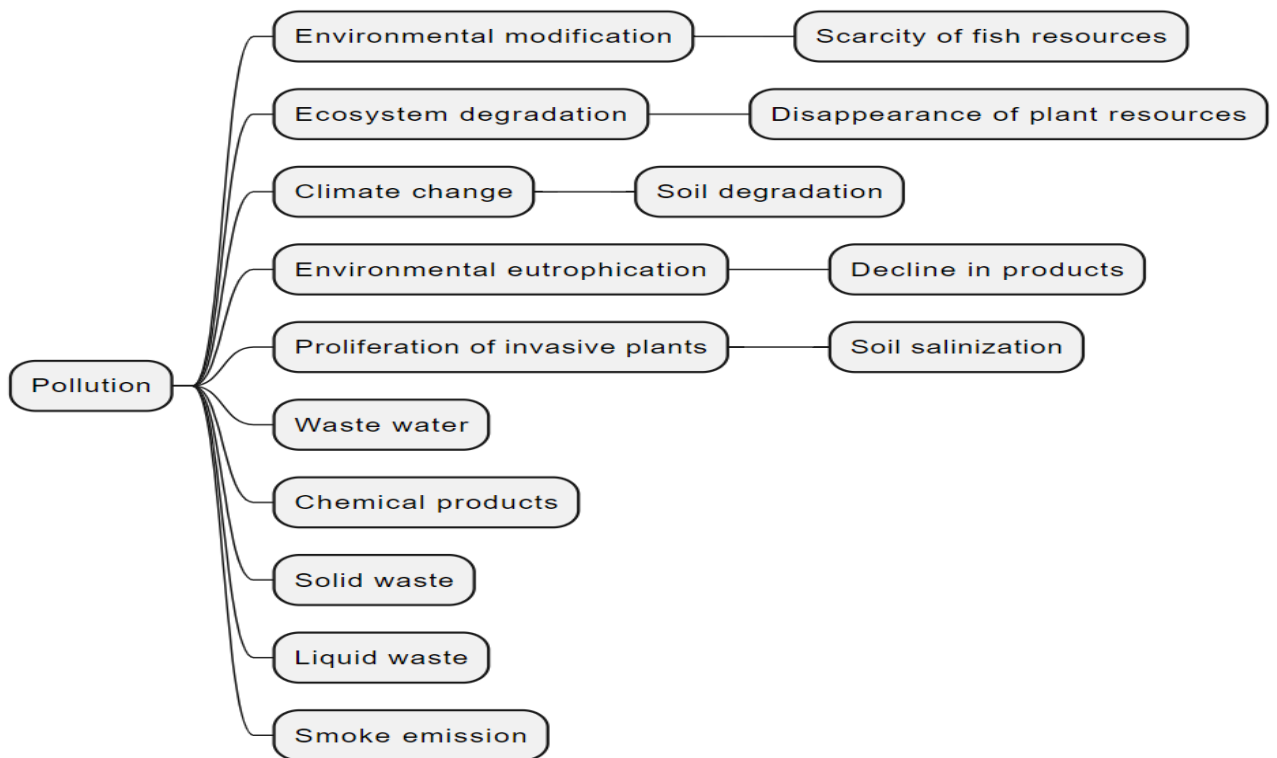 Environmental modification
Scarcity of fish resources
Ecosystem degradation
Disappearance of plant resources
Climate change
Soil degradation
Environmental eutrophication
Decline in products
Proliferation of invasive plants
Soil salinization
Pollution
Waste water
Chemical products
Solid waste
Liquid waste
Smoke emission